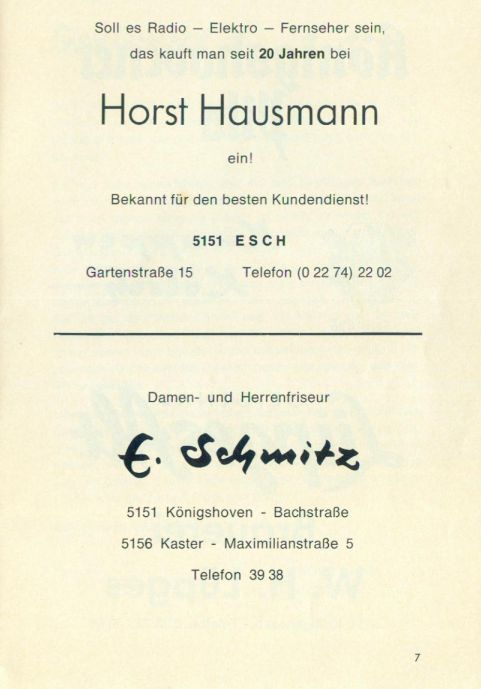 Soll es Radio – Elektro – Fernseher sein,
das kauft man seit 20 Jahren bei
Horst Hausmann
ein!
Bekannt für den besten Kundendienst!
5151 ESCH
Gartenstraße 15 Telefon (0 22 74) 22 02
Damen- und Herrenfriseur
E. Schmitz
5151 Königshoven - Bachstraße
5156 Kaster - Maximilianstraße 5
Telefon 39 38
7